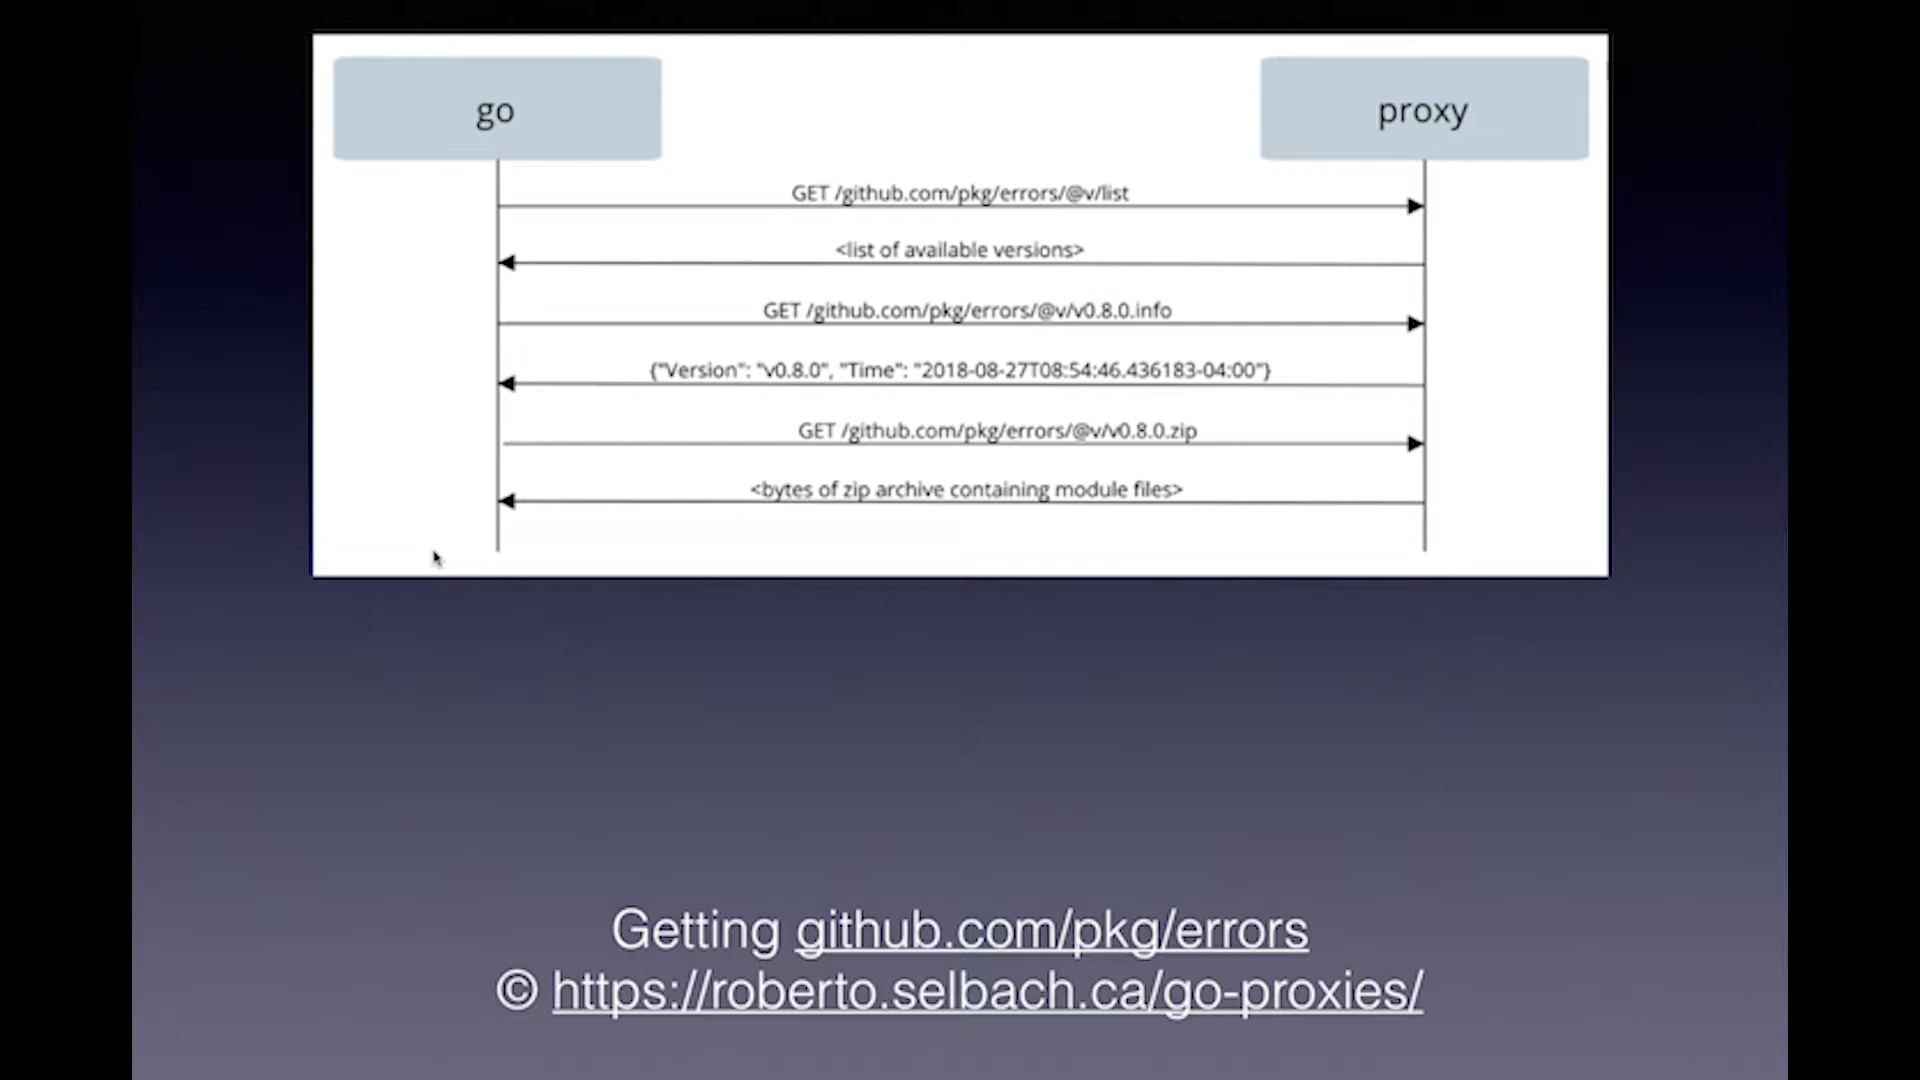 go
proxy
GET /github.com/pkg/errors/@v/list
<list of available versions>
GET /github.com/pkg/errors/@v/v0.8.0.info
{"Version": "v0.8.0", "Time": "2018-08-27T08:54:46.436183-04:00"}
GET /github.com/pkg/errors/@v/v0.8.0.zip
<bytes of zip archive containing module files>
Getting github.com/pkg/errors
© https://roberto.selbach.ca/go-proxies/